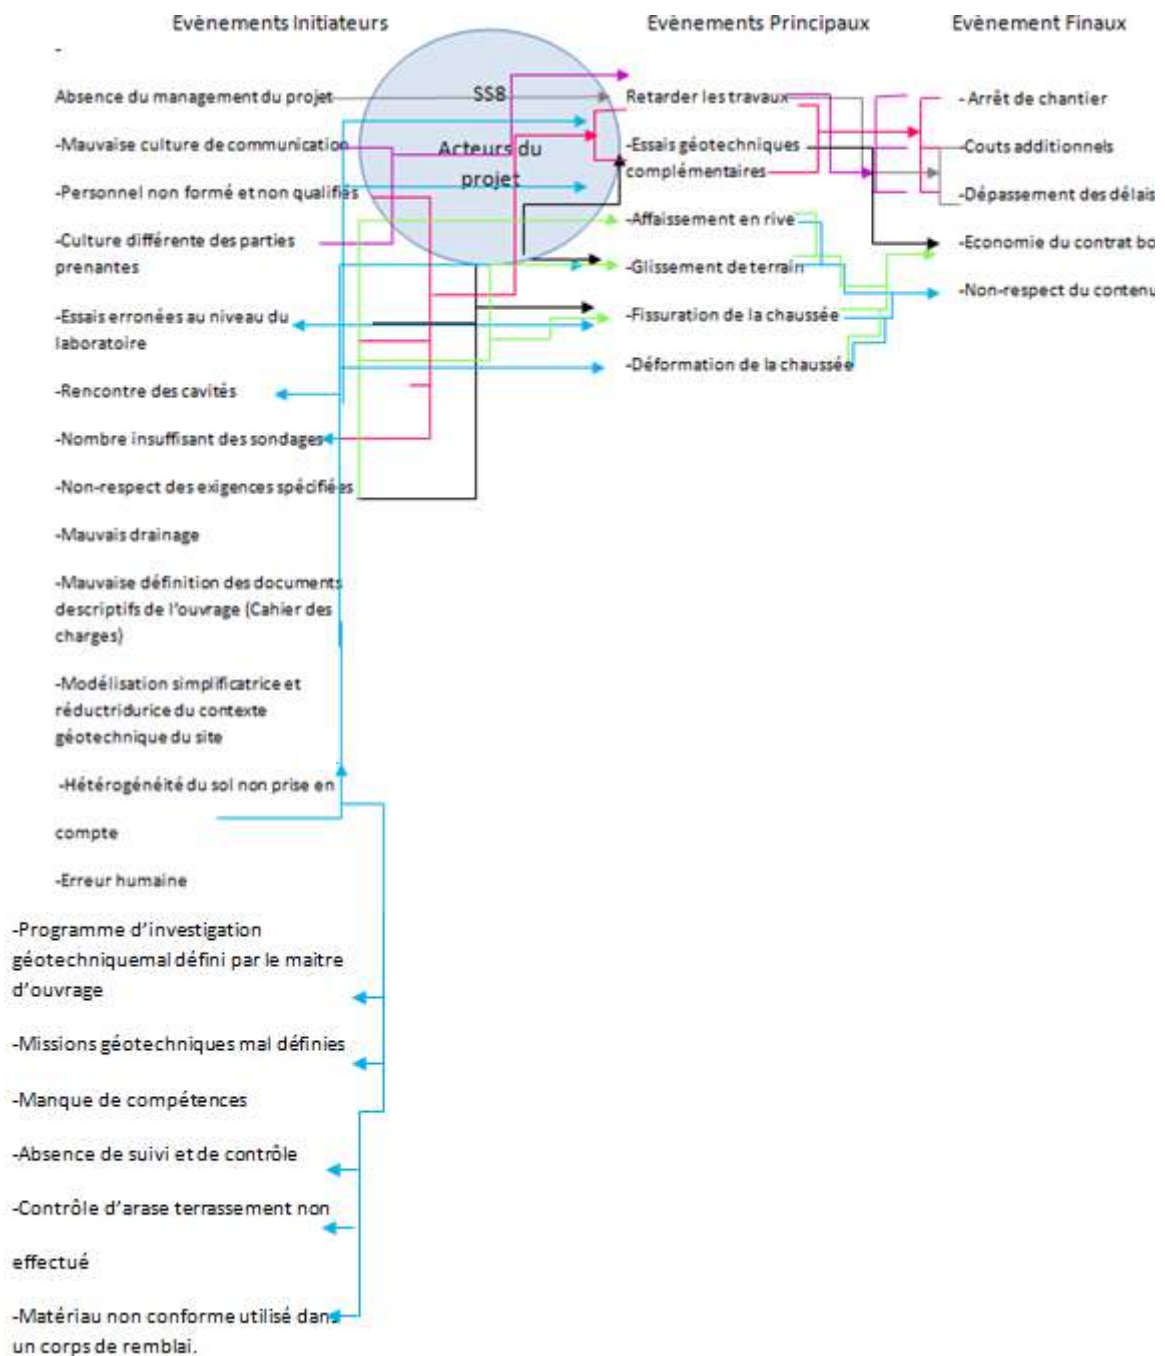 Evènements Initiateurs
Evènements Principaux
Evènement Finaux
-
Absence du management du projet
-Mauvaise culture de communication
-Personnel non formé et non qualifiés
-Culture différente des parties
prenantes
-Essais erronées au niveau du
laboratoire
-Rencontre des cavités
-Nombre insuffisant des sondages
-Non-respect des exigences spécifiées
-Mauvais drainage
-Mauvaise définition des documents
descriptifs de l'ouvrage (Cahier des
charges)
-Modélisation simplificatrice et
réductridurice du contexte
géotechnique du site
-Hétérogénéité du sol non prise en
compte
-Erreur humaine
-Programme d'investigation
géotechniquemal défini par le maitre
d'ouvrage
-Missions géotechniques mal définies
-Manque de compétences
-Absence de suivi et de contrôle
-Contrôle d'arase terrassement non
effectué
-Matériau non conforme utilisé dans
un corps de remblai.
SS8
Acteurs du
projet
Retarder les travaux
-Essais géotechniques
complémentaires
-Affaissement en rive
-Glissement de terrain
-Fissuration de la chaussée
-Déformation de la chaussée
- Arrêt de chantier
-Couts additionnels
-Dépassement des délais
-Economie du contrat bo
-Non-respect du contenu